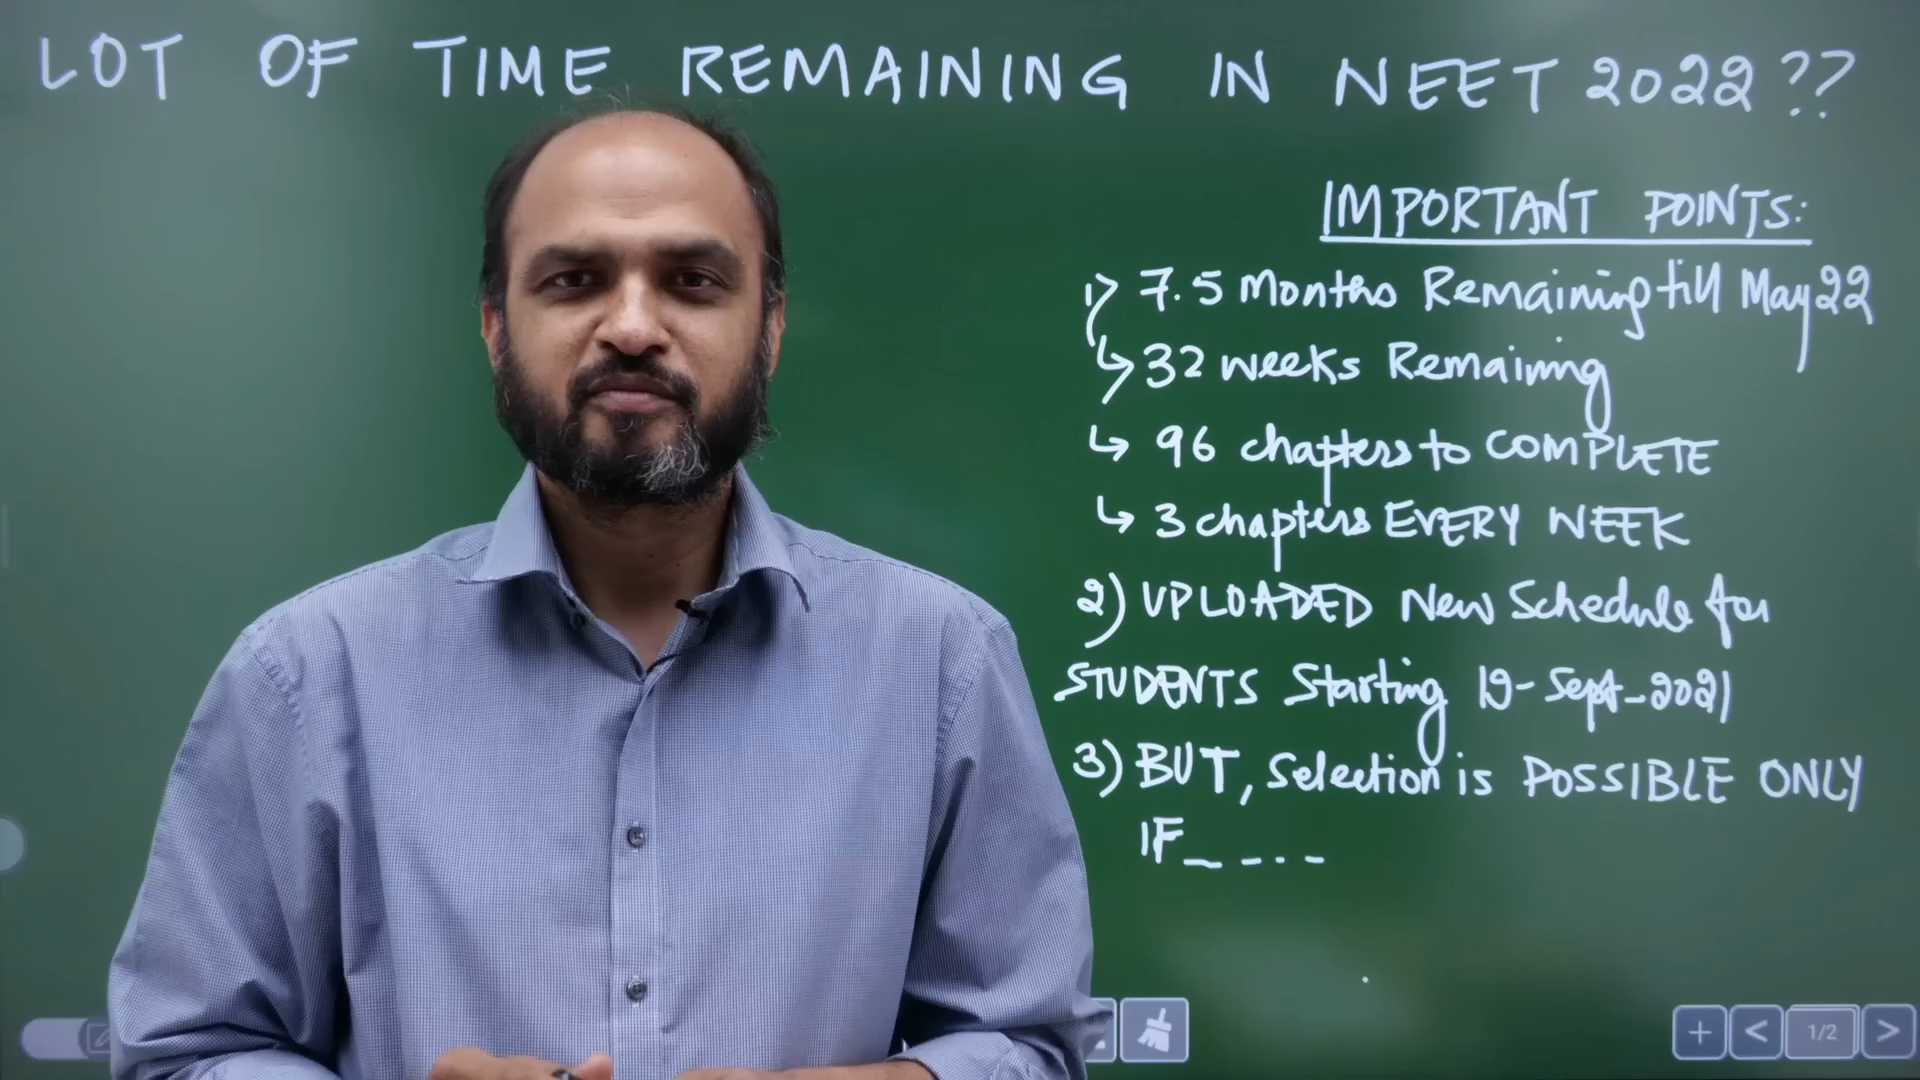 LOT OF TIME REMAINING IN NEET 2022??
IMPORTANT POINTS:
1) 7.5 Months Remaining till May 22
↳ 32 weeks Remaining
↳ 96 chapters to COMPLETE
↳ 3 chapters EVERY WEEK
2) UPLOADED New Schedule for
STUDENTS Starting 19-Sept-2021
3) BUT, Selection is POSSIBLE ONLY
IF_ _ . . _
1/2